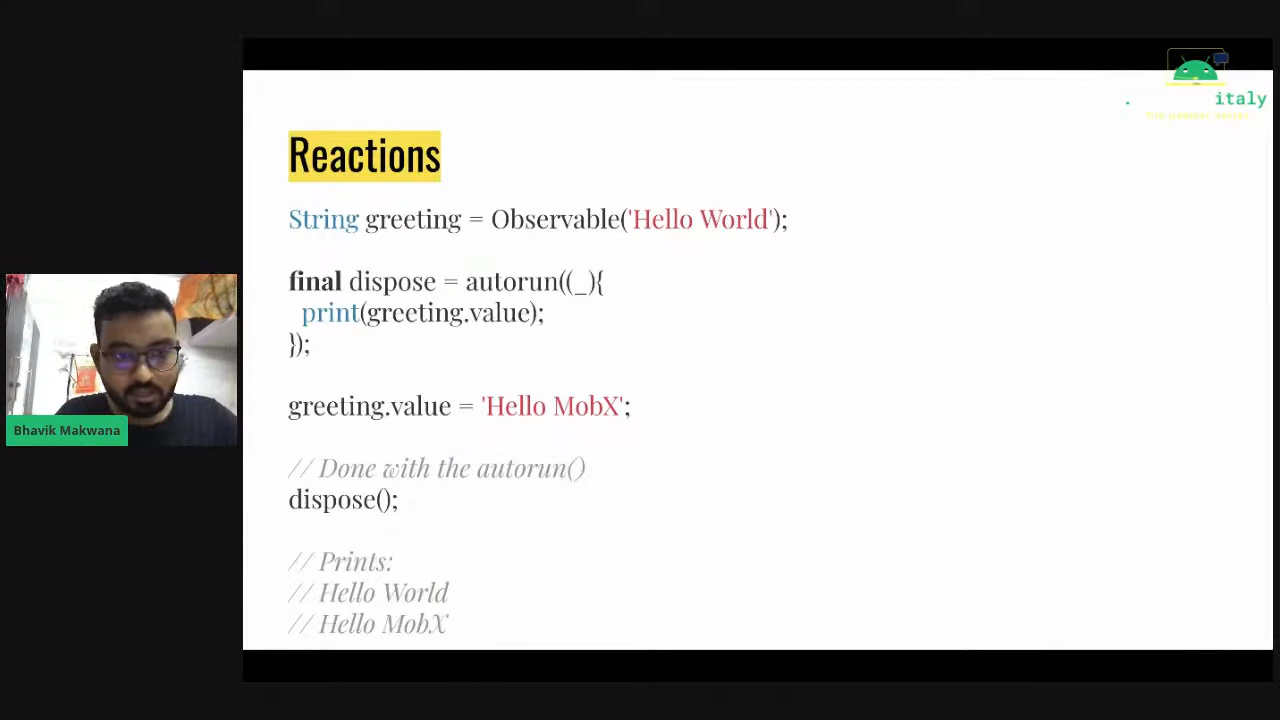 italy
Reactions
String greeting = Observable('Hello World');
final dispose = autorun((_){
print(greeting.value);
});
greeting.value = 'Hello MobX';
Bhavik Makwana
// Done with the autorun()
dispose();
// Prints:
// Hello World
// Hello MobX